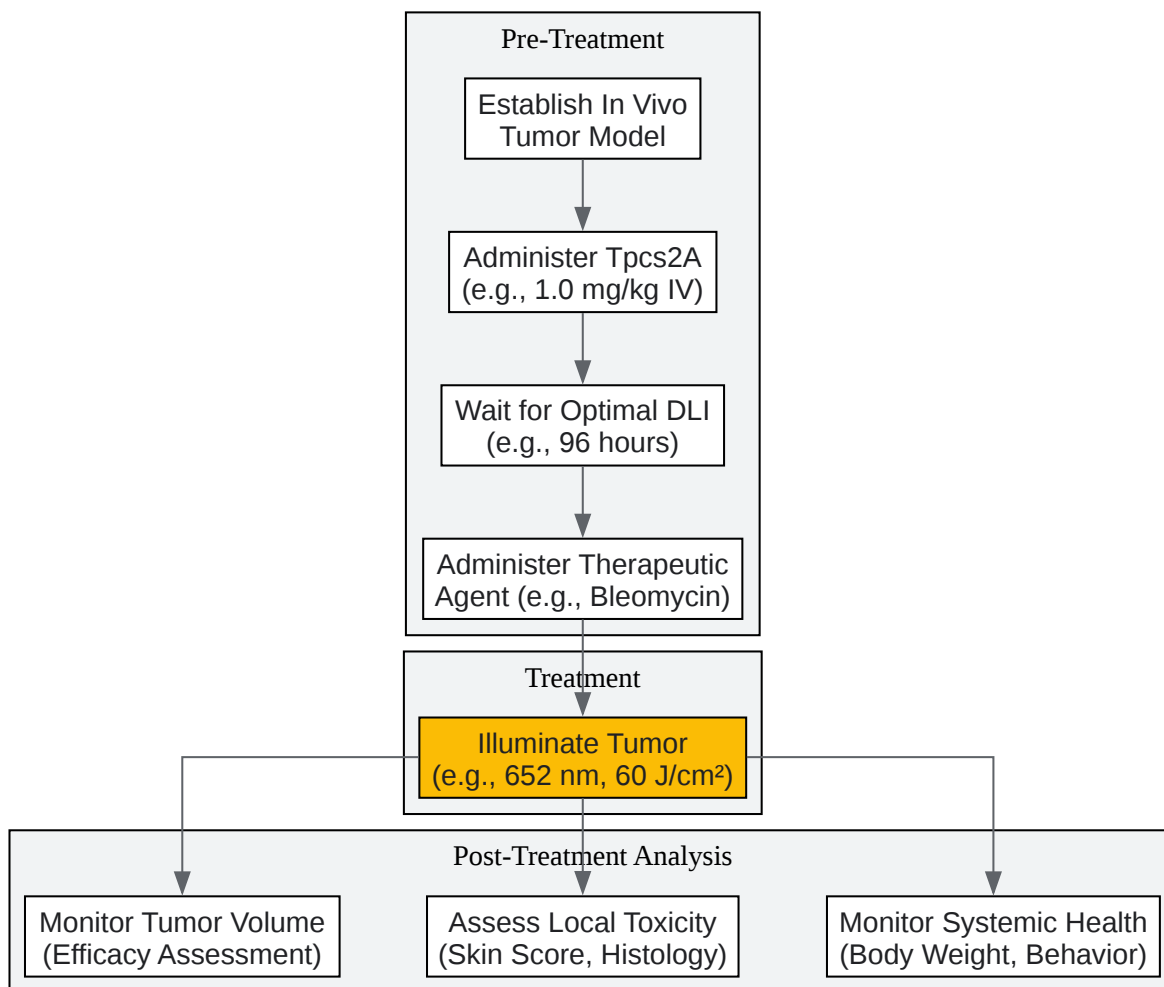 Pre-Treatment
Establish In Vivo
Tumor Model
Administer Tpcs2A
(e.g., 1.0 mg/kg IV)
Wait for Optimal DLI
(e.g., 96 hours)
Administer Therapeutic
Agent (e.g., Bleomycin)
Treatment
Illuminate Tumor
(e.g., 652 nm, 60 J/cm²)
Post-Treatment Analysis
Monitor Tumor Volume
(Efficacy Assessment)
Assess Local Toxicity
(Skin Score, Histology)
Monitor Systemic Health
(Body Weight, Behavior)